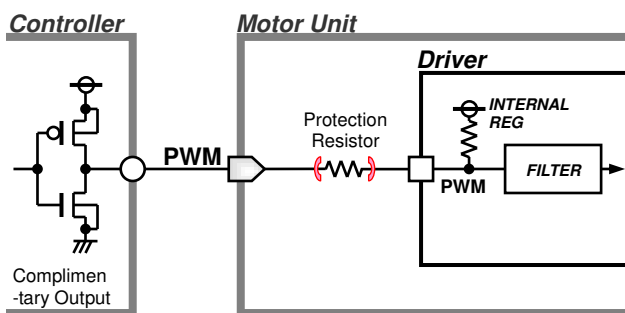 Controller
Motor Unit
Driver
Protection
Resistor
INTERNAL
REG
PWM
PWM
FILTER
Complimen
-tary Output